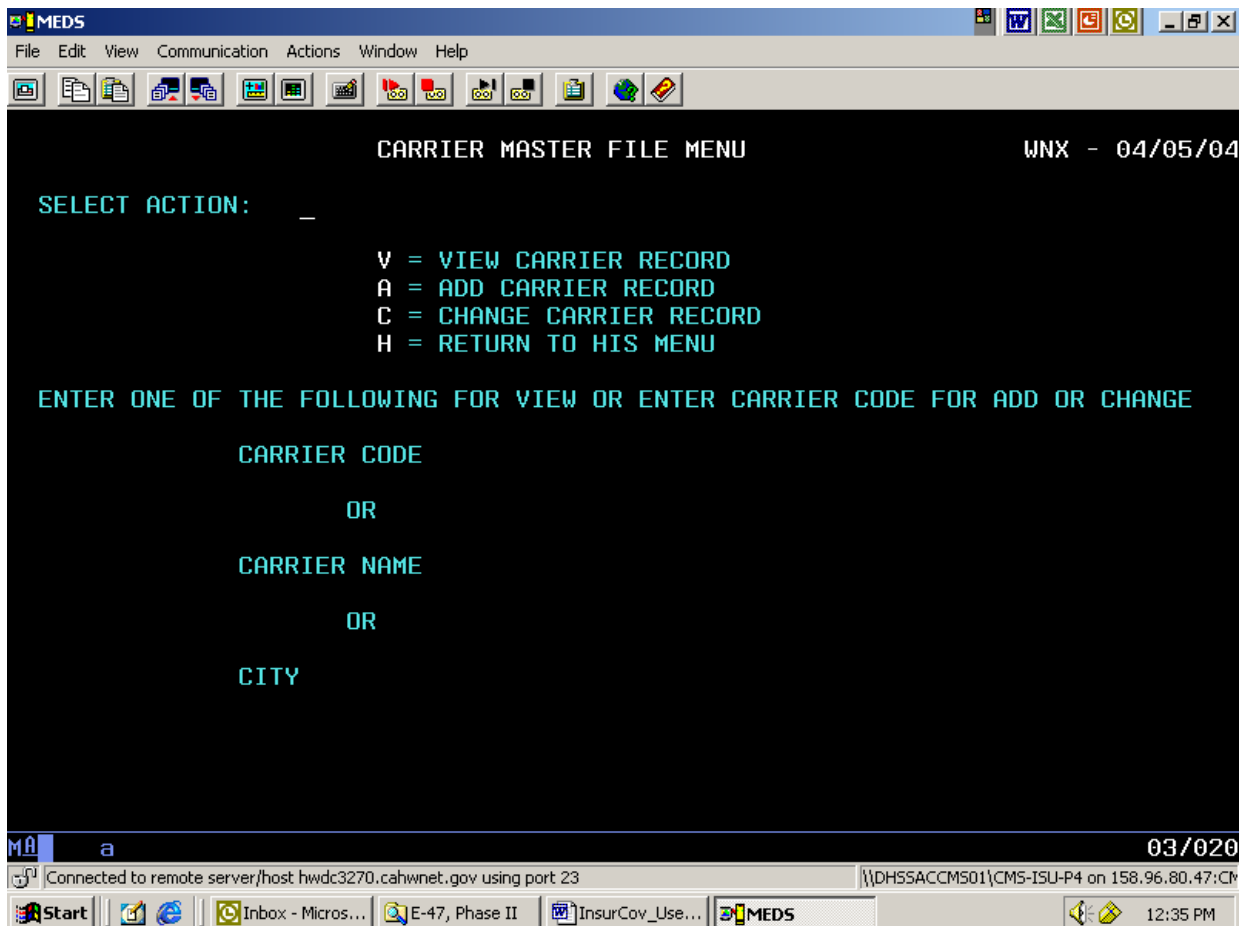 MEDS
File Edit View Communication Actions Window Help
CARRIER MASTER FILE MENU WNX - 04/05/04
SELECT ACTION: _
V = VIEW CARRIER RECORD
A = ADD CARRIER RECORD
C = CHANGE CARRIER RECORD
H = RETURN TO HIS MENU
ENTER ONE OF THE FOLLOWING FOR VIEW OR ENTER CARRIER CODE FOR ADD OR CHANGE
CARRIER CODE
OR
CARRIER NAME
OR
CITY
MA a 03/020
Connected to remote server/host hwdc3270.cahwnet.gov using port 23 \\DHSSACCMS01\CMS-ISU-P4 on 158.96.80.47:CM
Start Inbox - Micros... E-47, Phase II InsurCov_Use... MEDS 12:35 PM